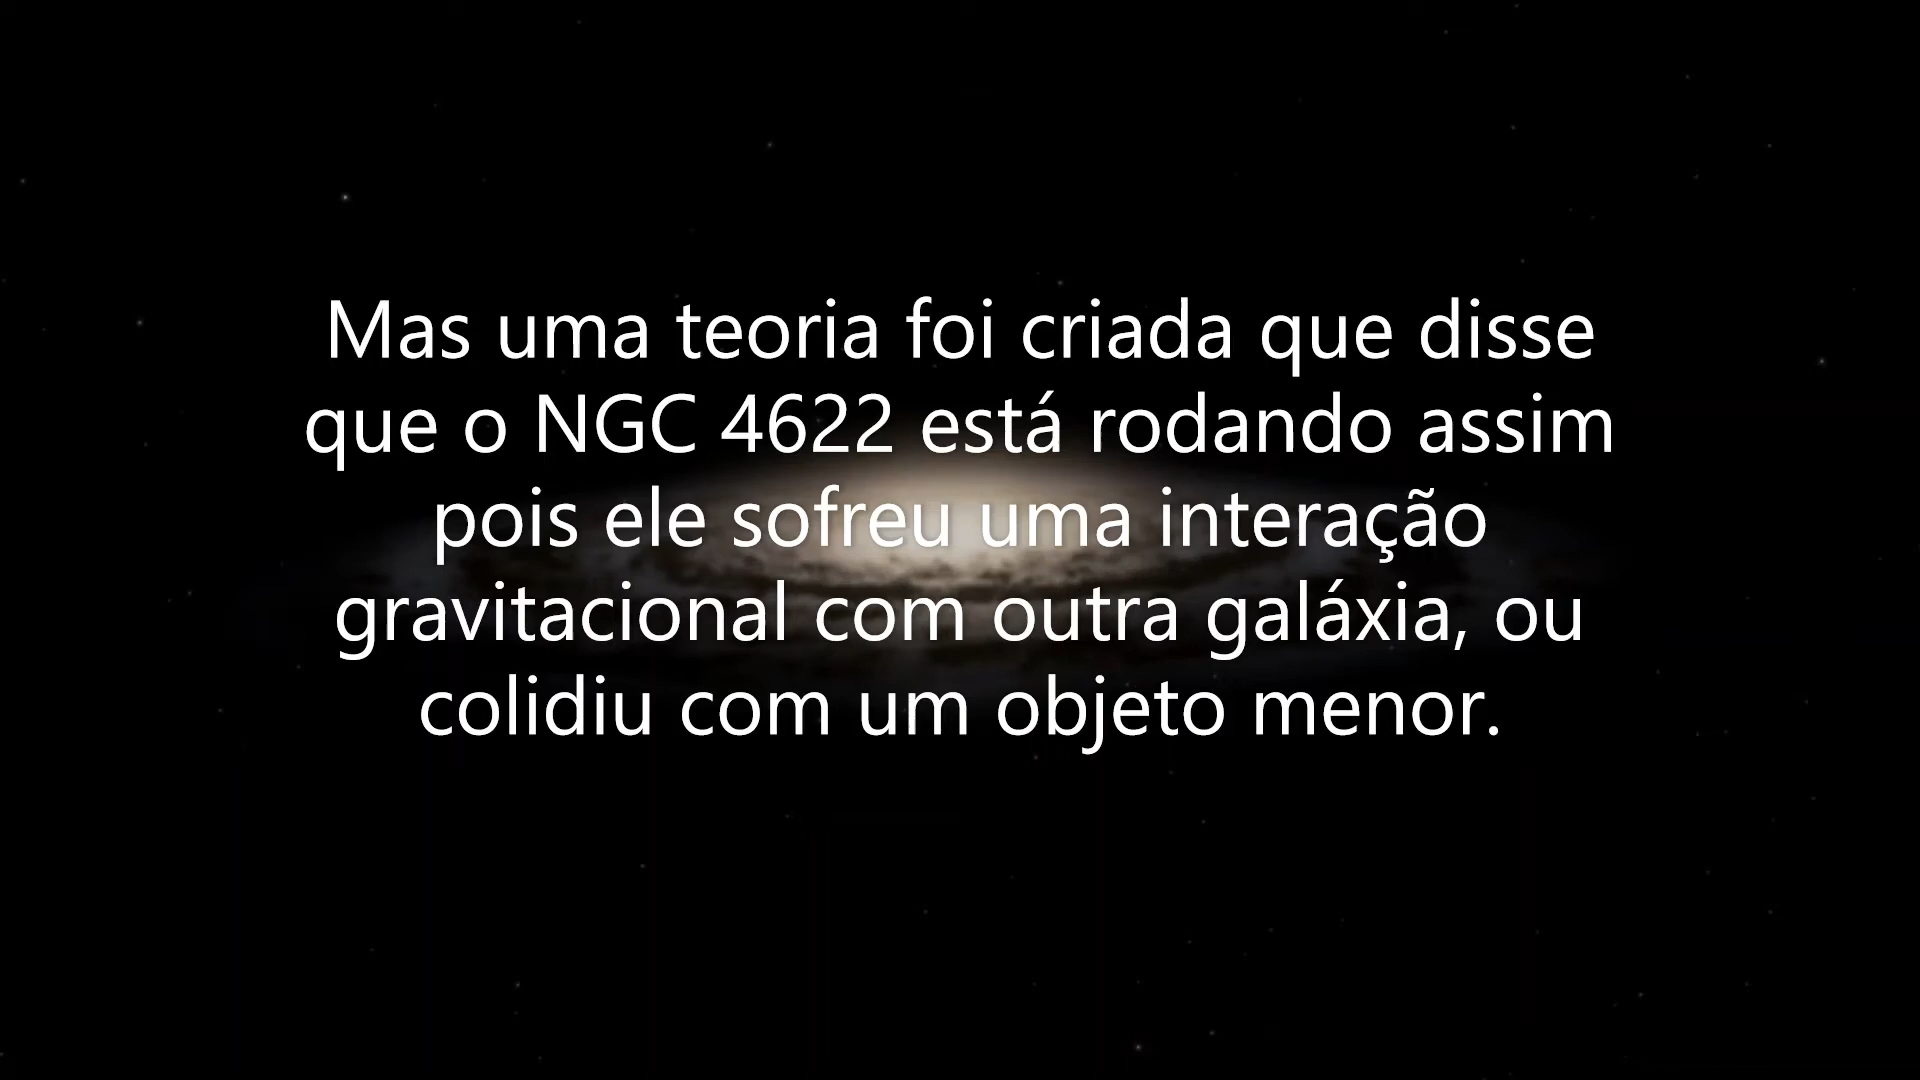 Mas uma teoria foi criada que disse
que o NGC 4622 está rodando assim
pois ele sofreu uma interação
gravitacional com outra galáxia, ou
colidiu com um objeto menor.